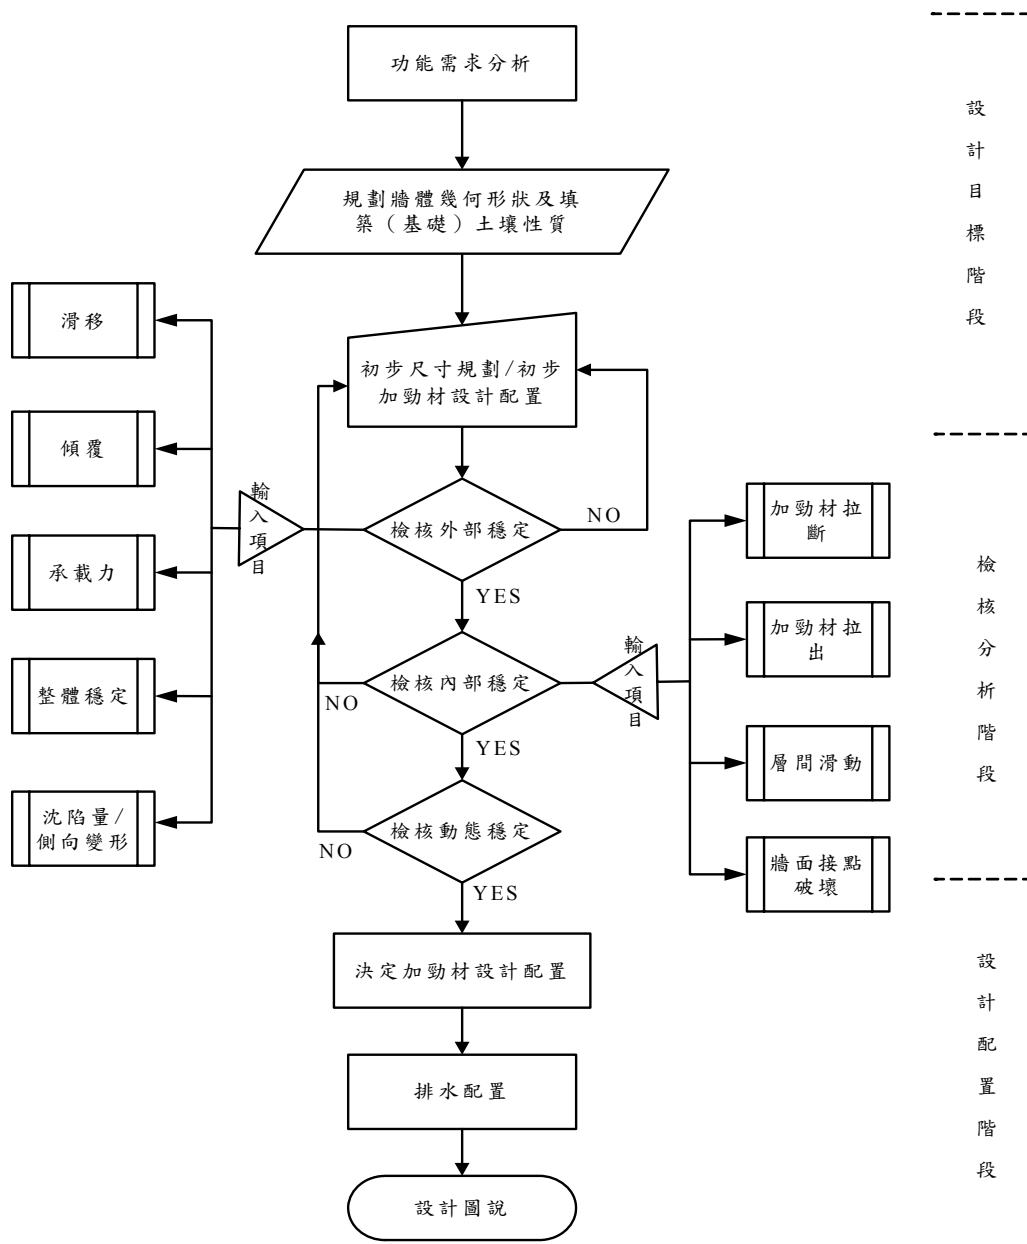 功能需求分析
規劃牆體幾何形狀及填
築（基礎）土壤性質
初步尺寸規劃/初步
加勁材設計配置
檢核外部穩定
NO
YES
輸入項目
滑移
傾覆
承載力
整體穩定
沈陷量/
側向變形
檢核內部穩定
NO
YES
輸入項目
加勁材拉
斷
加勁材拉
出
層間滑動
牆面接點
破壞
檢核動態穩定
NO
YES
決定加勁材設計配置
排水配置
設計圖說
設計目標階段
檢核分析階段
設計配置階段